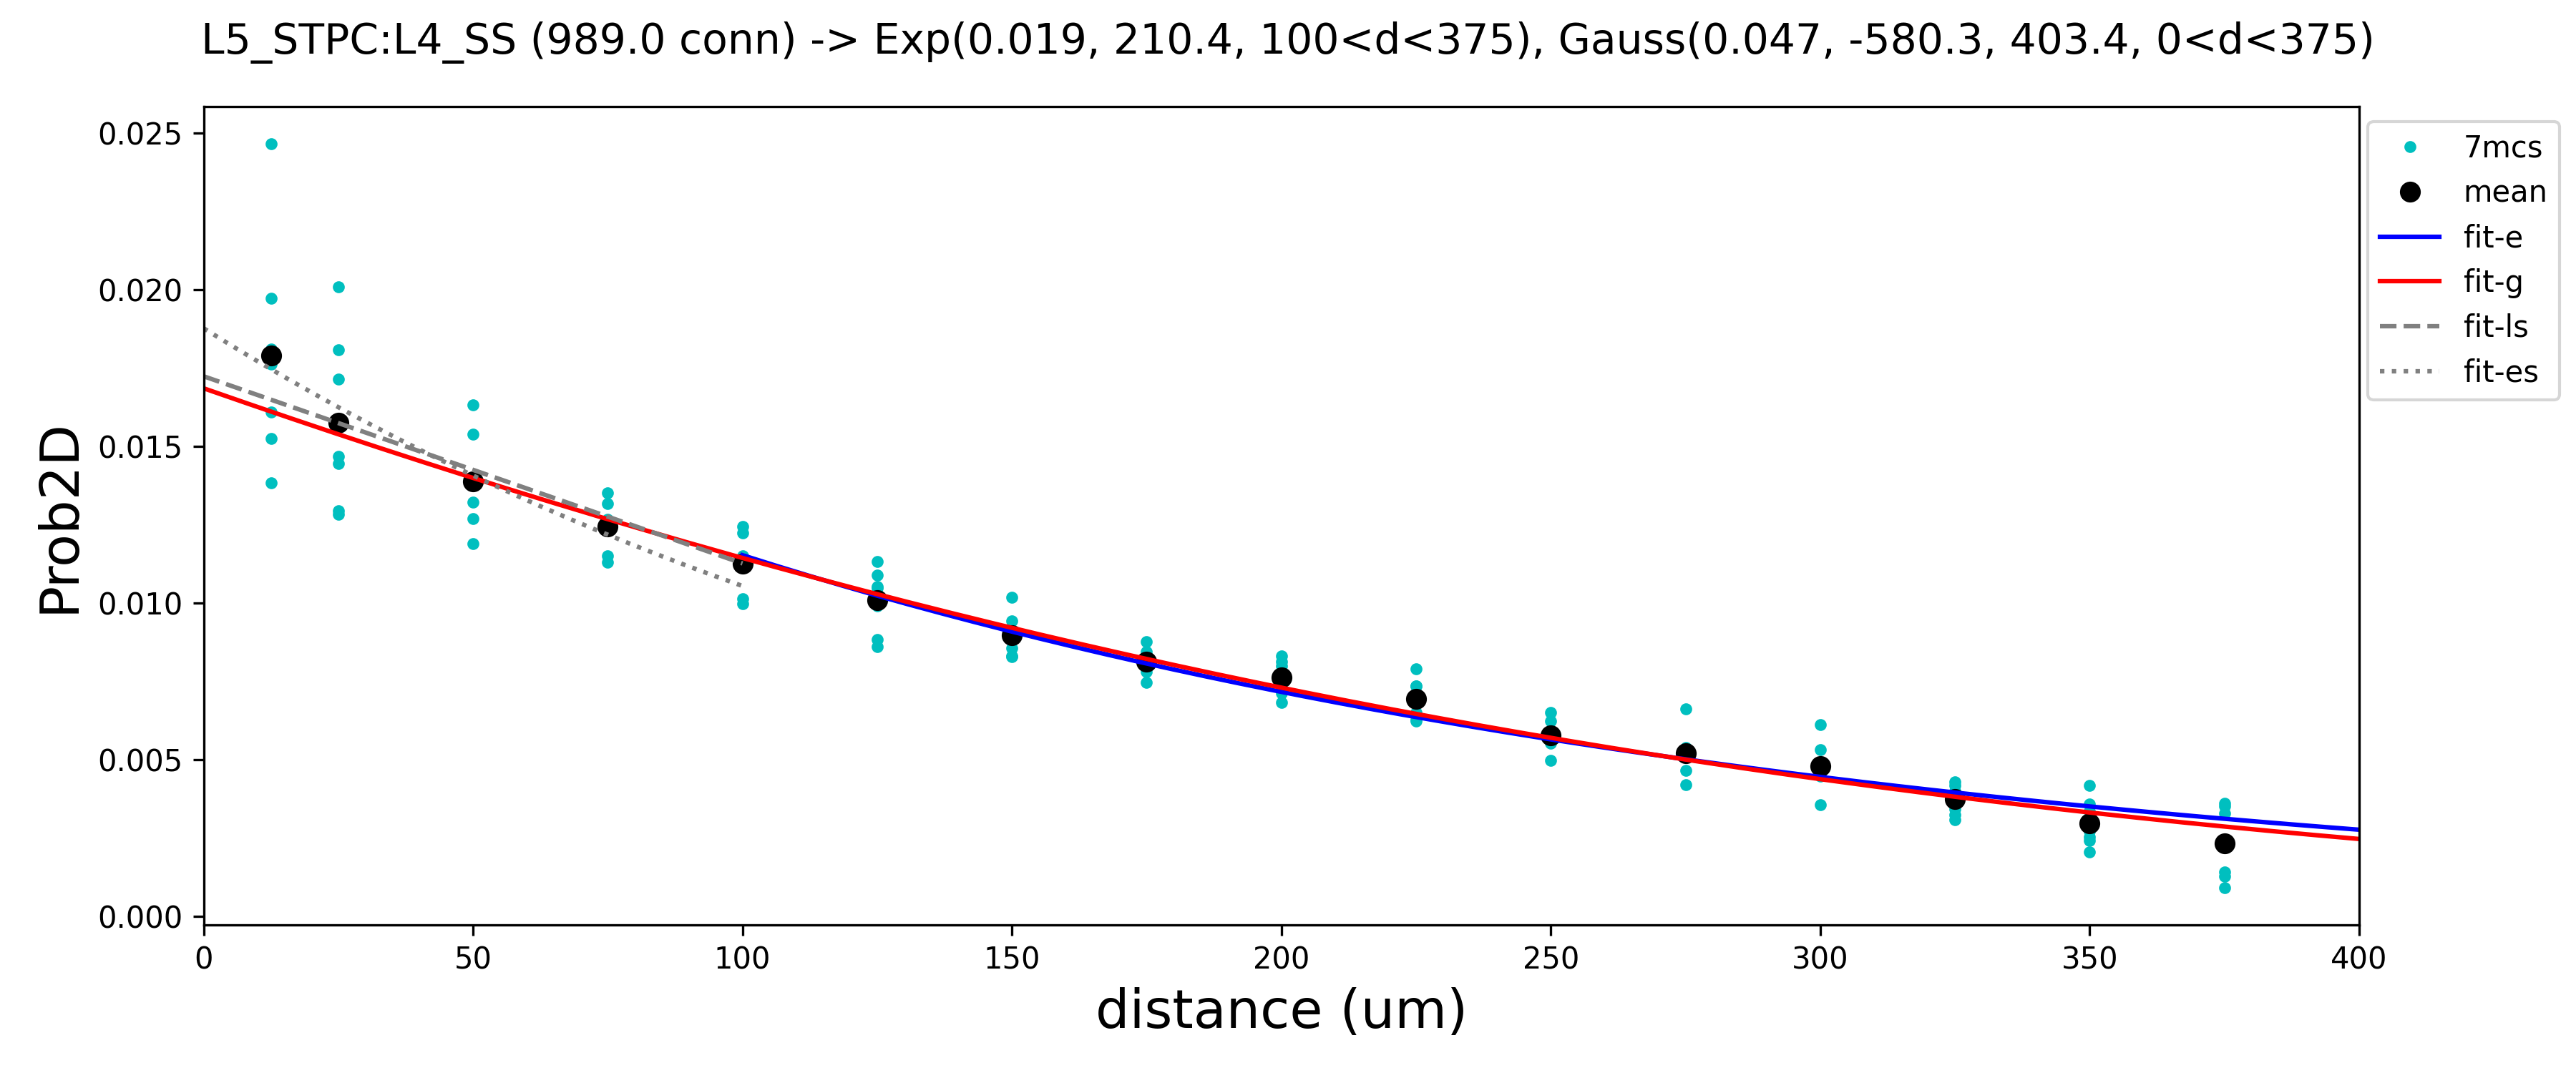 L5_STPC:L4_SS (989.0 conn) -> Exp(0.019, 210.4, 100<d<375), Gauss(0.047, -580.3, 403.4, 0<d<375)
0.025
0.020
0.015
0.010
0.005
0.000
Prob2D
0 50 100 150 200 250 300 350 400
distance (um)
7mcs
mean
fit-e
fit-g
fit-ls
fit-es